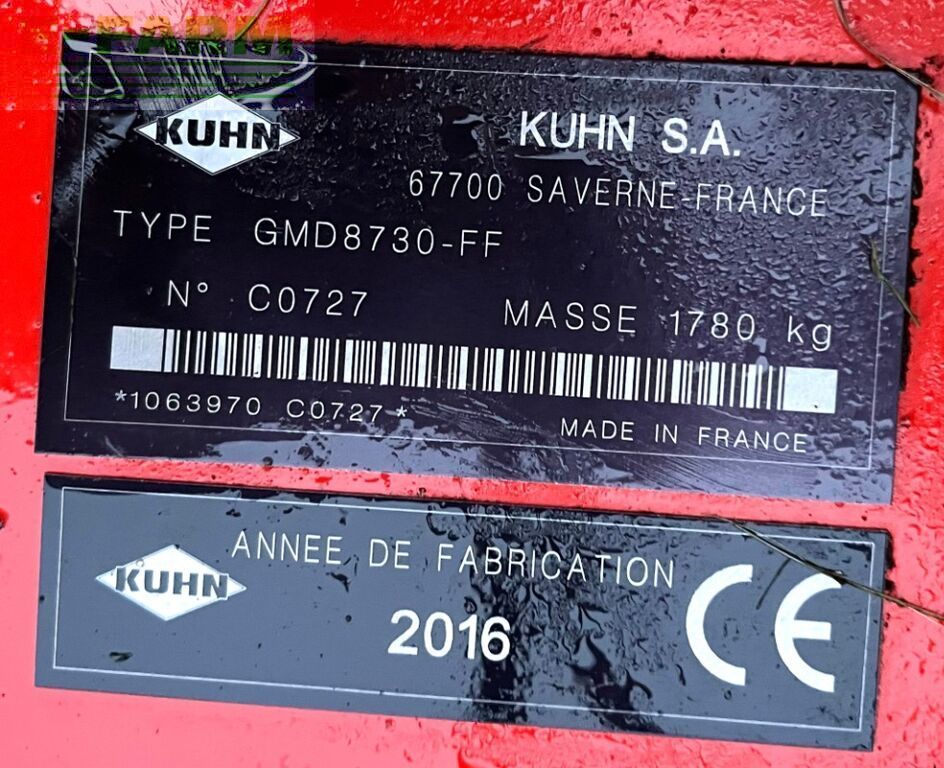 FARM
KUHN
KUHN S.A.
67700 SAVERNE-FRANCE
TYPE GMD8730-FF
N° C0727 MASSE 1780 kg
*1063970 C0727*
MADE IN FRANCE
KUHN
ANNEE DE FABRICATION
2016
CE